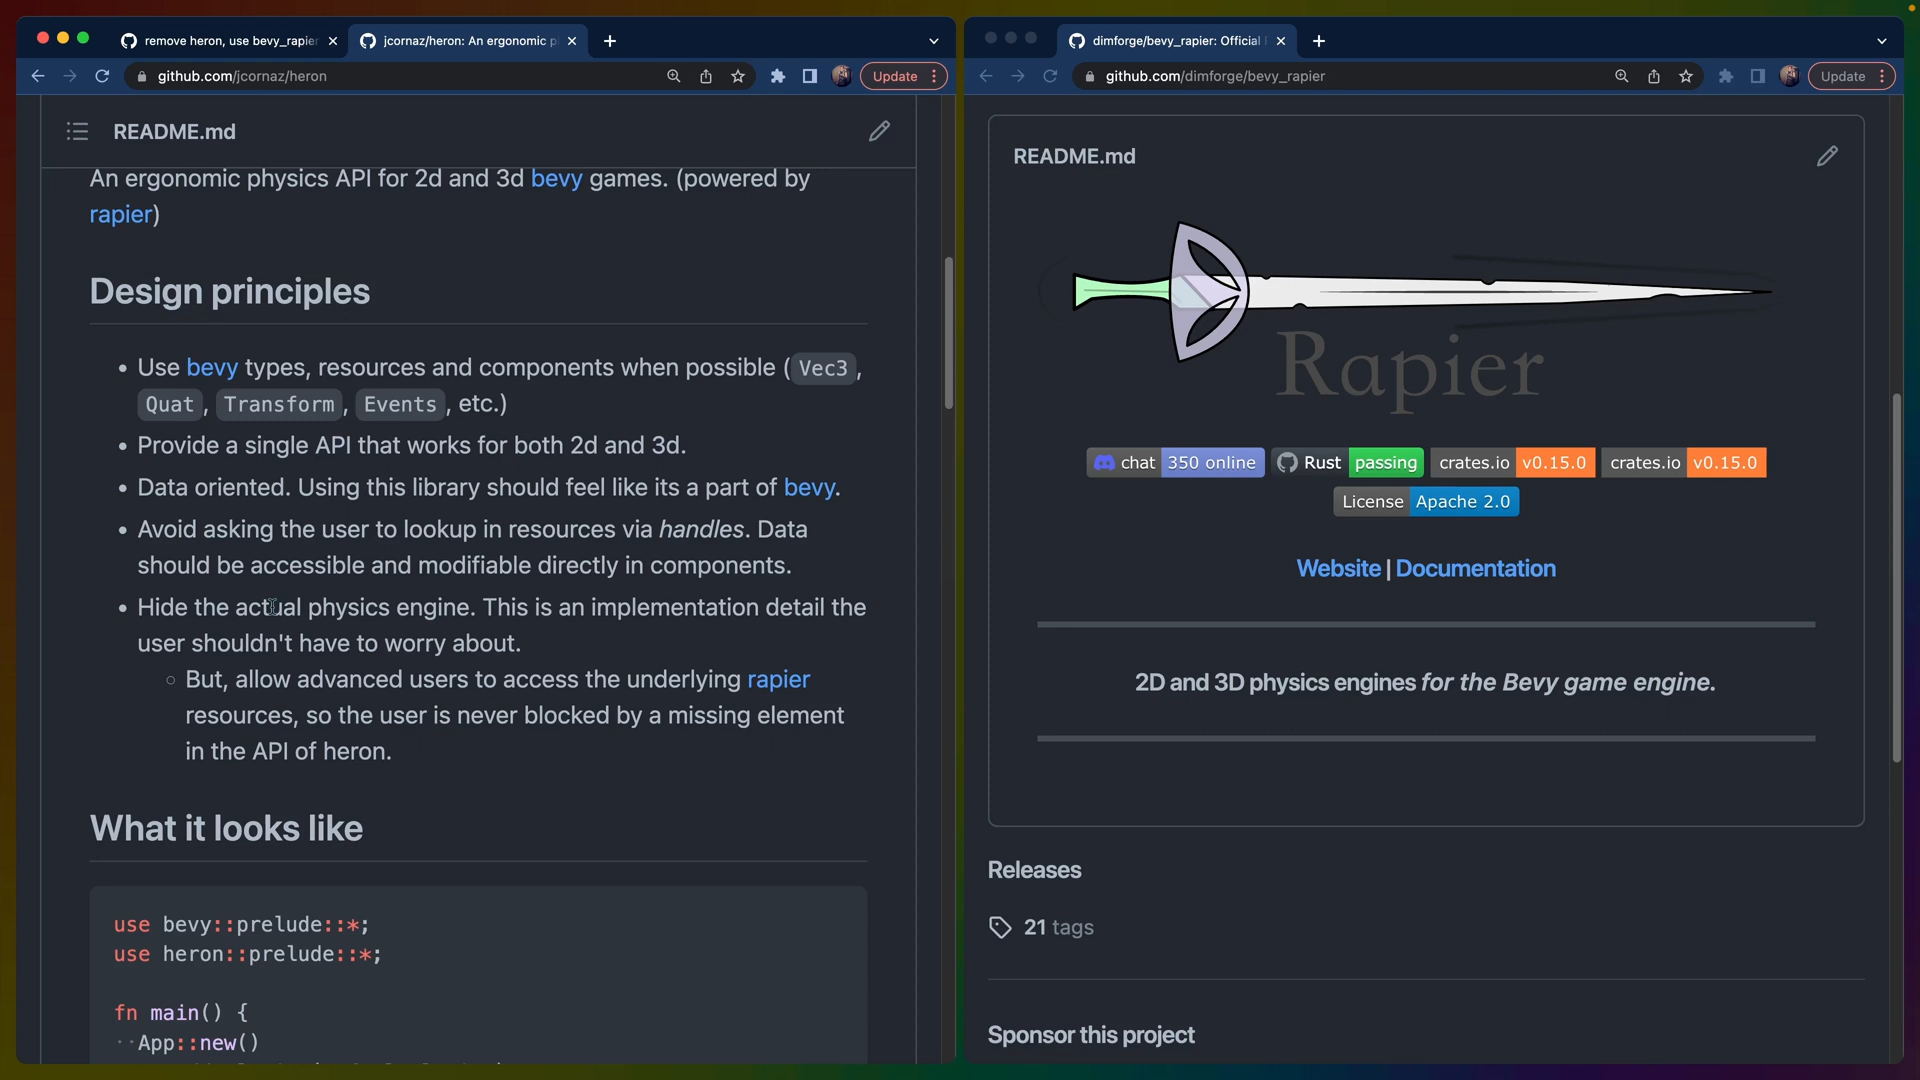 remove heron, use bevy_rapier
jcornaz/heron: An ergonomic p
github.com/jcornaz/heron
Update
README.md
An ergonomic physics API for 2d and 3d bevy games. (powered by
rapier)
Design principles
• Use bevy types, resources and components when possible ( Vec3 ,
Quat , Transform , Events , etc.)
• Provide a single API that works for both 2d and 3d.
• Data oriented. Using this library should feel like its a part of bevy.
• Avoid asking the user to lookup in resources via handles. Data
should be accessible and modifiable directly in components.
• Hide the actual physics engine. This is an implementation detail the
user shouldn't have to worry about.
◦ But, allow advanced users to access the underlying rapier
resources, so the user is never blocked by a missing element
in the API of heron.
What it looks like
use bevy::prelude::*;
use heron::prelude::*;
fn main() {
··App::new()
dimforge/bevy_rapier: Official
github.com/dimforge/bevy_rapier
Update
README.md
Rapier
chat 350 online Rust passing crates.io v0.15.0 crates.io v0.15.0
License Apache 2.0
Website | Documentation
2D and 3D physics engines for the Bevy game engine.
Releases
21 tags
Sponsor this project